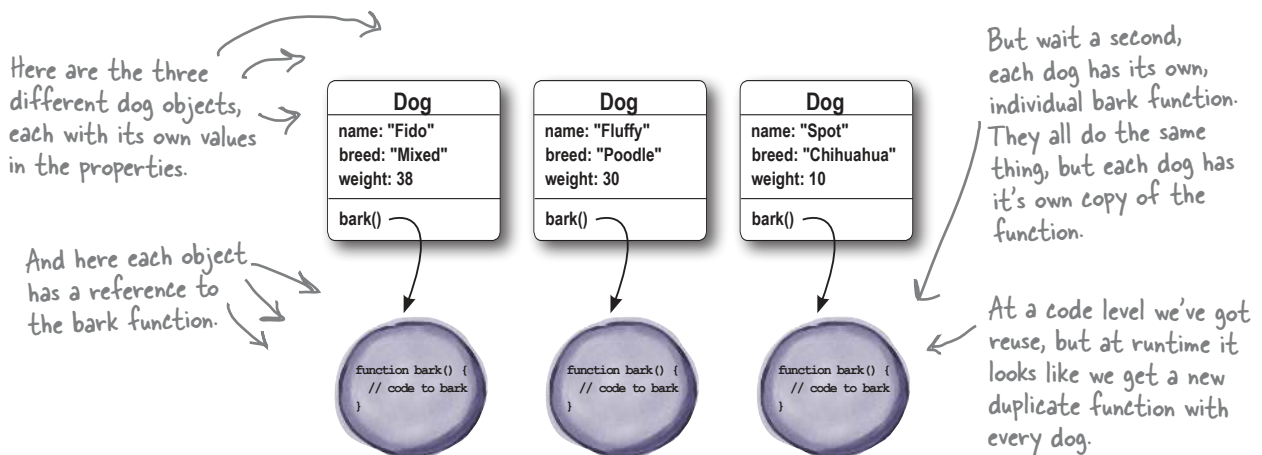 Here are the three
different dog objects,
each with its own values
in the properties.
And here each object
has a reference to
the bark function.
Dog
name: "Fido"
breed: "Mixed"
weight: 38
bark()
function bark() {
// code to bark
}
Dog
name: "Fluffy"
breed: "Poodle"
weight: 30
bark()
function bark() {
// code to bark
}
Dog
name: "Spot"
breed: "Chihuahua"
weight: 10
bark()
function bark() {
// code to bark
}
But wait a second,
each dog has its own,
individual bark function.
They all do the same
thing, but each dog has
it's own copy of the
function.
At a code level we've got
reuse, but at runtime it
looks like we get a new
duplicate function with
every dog.